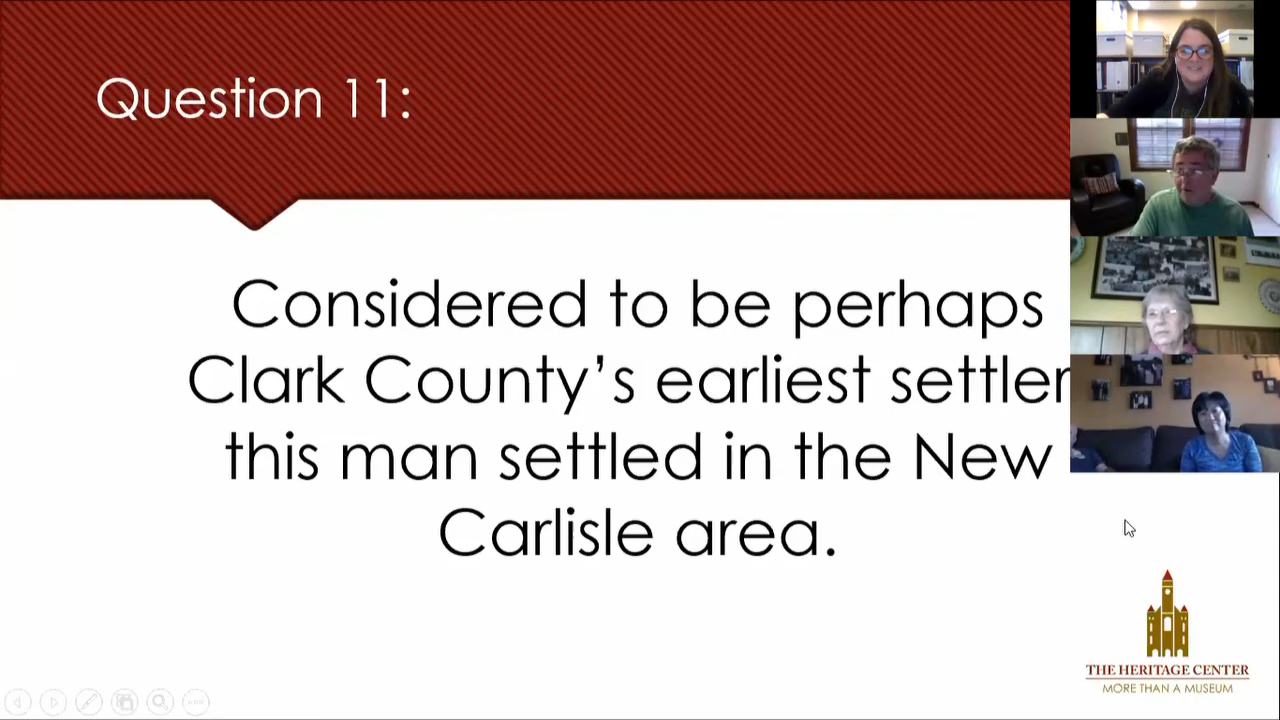 Question 11:
Considered to be perhaps
Clark County’s earliest settler
this man settled in the New
Carlisle area.
THE HERITAGE CENTER
MORE THAN A MUSEUM